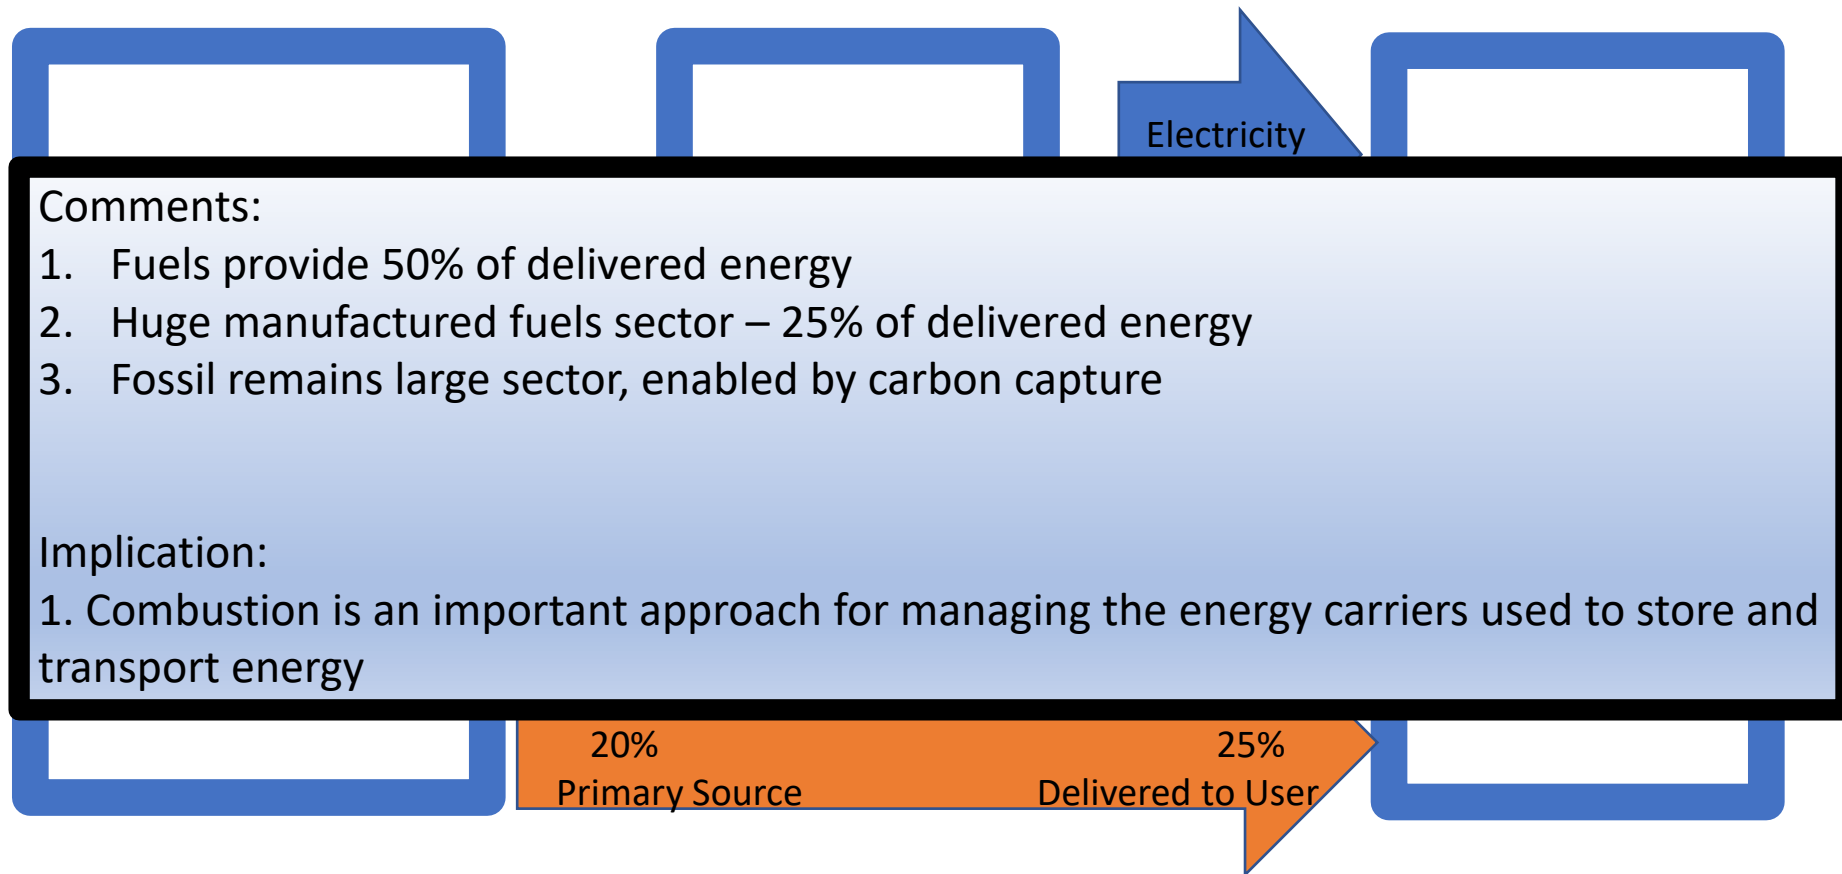 Electricity
Comments:
1. Fuels provide 50% of delivered energy
2. Huge manufactured fuels sector – 25% of delivered energy
3. Fossil remains large sector, enabled by carbon capture
Implication:
1. Combustion is an important approach for managing the energy carriers used to store and
transport energy
20% 25%
Primary Source Delivered to User